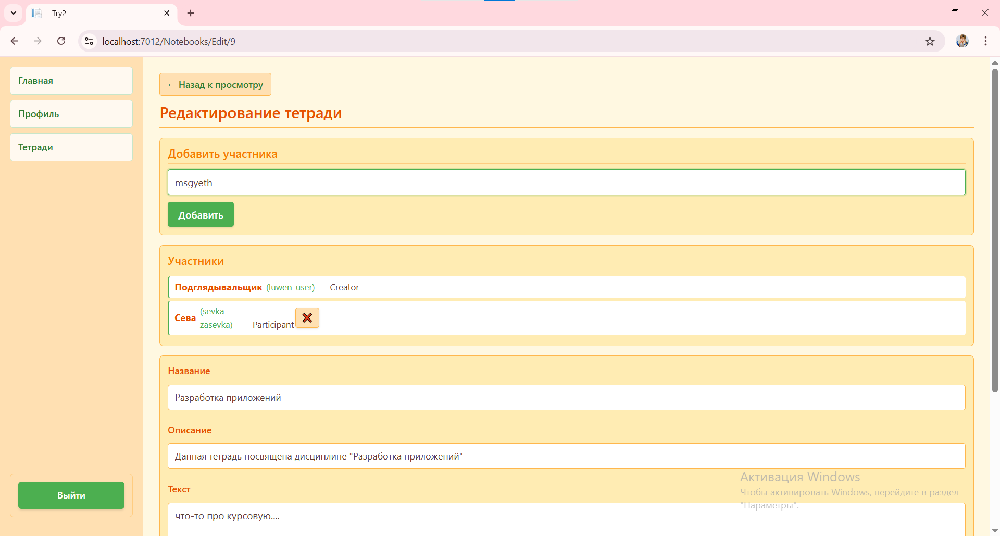 - Try2
localhost:7012/Notebooks/Edit/9
Главная
Профиль
Тетради
Выйти
← Назад к просмотру
Редактирование тетради
Добавить участника
msgyeth
Добавить
Участники
Подглядывальщик (luwen_user) — Creator
Сева (sevka-zasevka) — Participant
Название
Разработка приложений
Описание
Данная тетрадь посвящена дисциплине "Разработка приложений"
Текст
что-то про курсовую....
Активация Windows
Чтобы активировать Windows, перейдите в раздел
"Параметры".